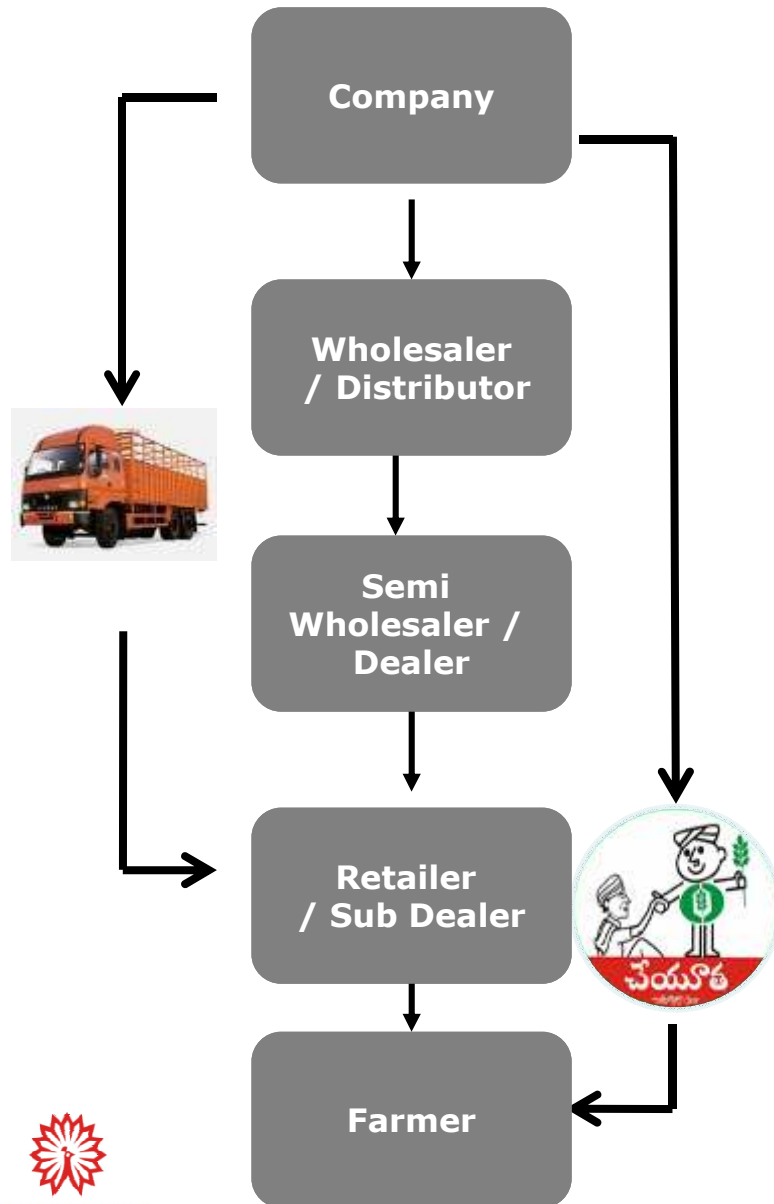 Company
Wholesaler
/ Distributor
Semi
Wholesaler /
Dealer
Retailer
/ Sub Dealer
చేయూత
Farmer